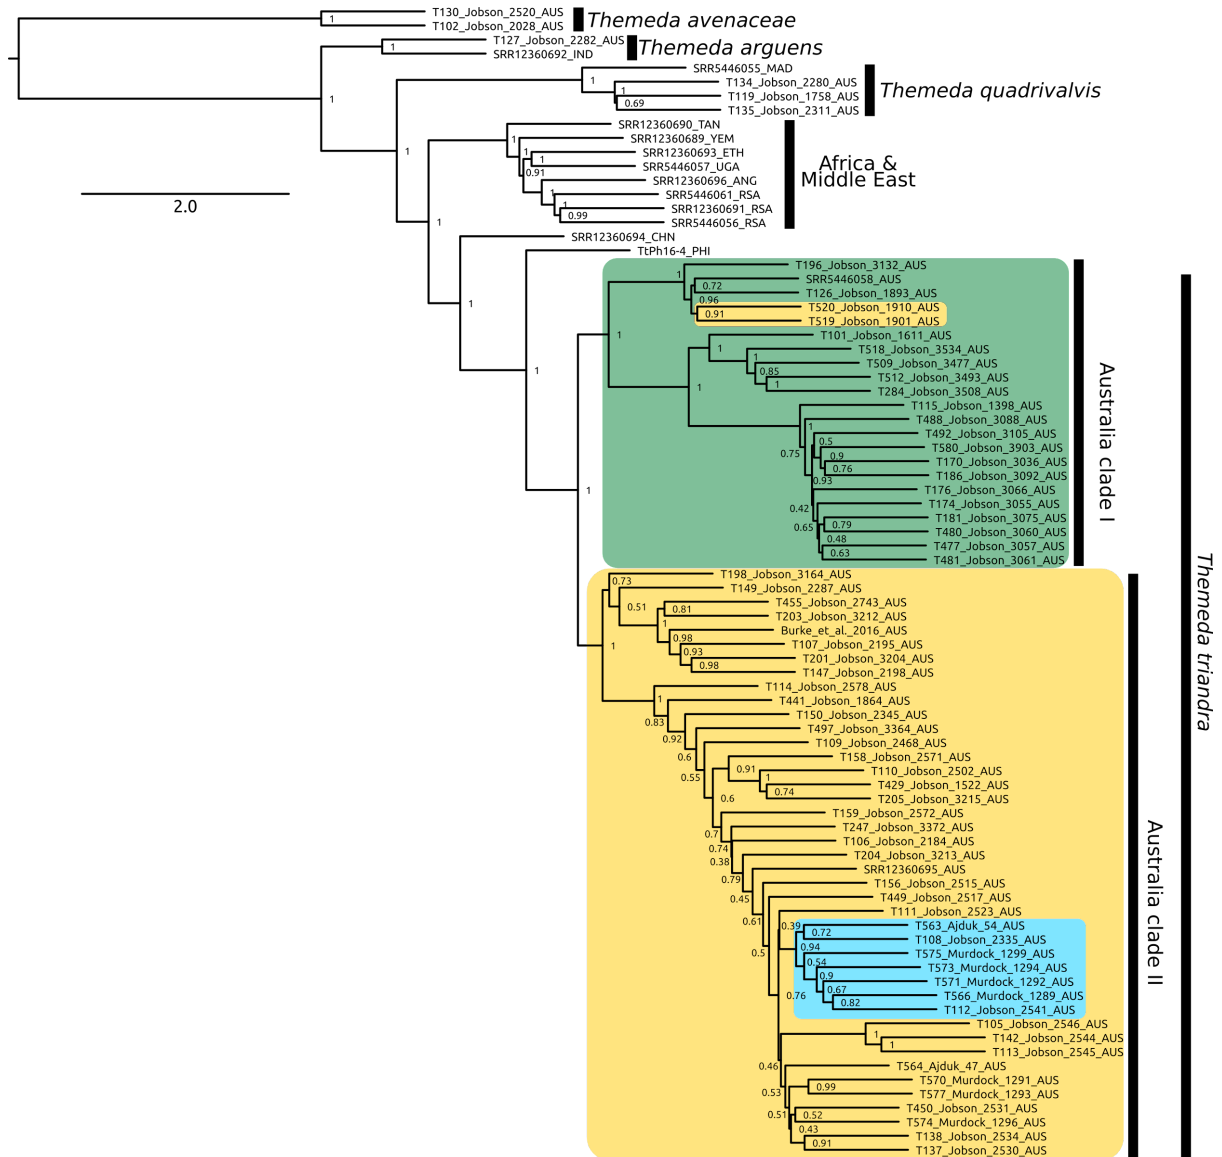 T130_Jobson_2520_AUS
1
T102_Jobson_2028_AUS
Themeda avenaceae
T127_Jobson_2282_AUS
1
SRR12360692_IND
Themeda arguens
1
SRR5446055_MAD
1
T134_Jobson_2280_AUS
1
T119_Jobson_1758_AUS
0.69
T135_Jobson_2311_AUS
Themeda quadrivalvis
1
SRR12360690_TAN
1
SRR12360689_YEM
1
SRR12360693_ETH
1
SRR5446057_UGA
0.91
SRR12360696_ANG
1
SRR5446061_RSA
1
SRR12360691_RSA
0.99
SRR5446056_RSA
Africa &
Middle East
2.0
1
SRR12360694_CHN
TtPh16-4_PHI
1
1
1
T196_Jobson_3132_AUS
1
SRR5446058_AUS
0.72
T126_Jobson_1893_AUS
0.96
T520_Jobson_1910_AUS
0.91
T519_Jobson_1901_AUS
1
T101_Jobson_1611_AUS
1
T518_Jobson_3534_AUS
1
T509_Jobson_3477_AUS
0.85
T512_Jobson_3493_AUS
1
T284_Jobson_3508_AUS
1
T115_Jobson_1398_AUS
T488_Jobson_3088_AUS
1
T492_Jobson_3105_AUS
0.5
T580_Jobson_3903_AUS
0.75
0.9
T170_Jobson_3036_AUS
0.76
T186_Jobson_3092_AUS
0.93
T176_Jobson_3066_AUS
T174_Jobson_3055_AUS
0.42
T181_Jobson_3075_AUS
0.79
0.65
T480_Jobson_3060_AUS
0.48
T477_Jobson_3057_AUS
0.63
T481_Jobson_3061_AUS
Australia clade I
1
T198_Jobson_3164_AUS
0.73
T149_Jobson_2287_AUS
T455_Jobson_2743_AUS
0.51
0.81
T203_Jobson_3212_AUS
1
Burke_et_al._2016_AUS
0.98
T107_Jobson_2195_AUS
0.93
T201_Jobson_3204_AUS
0.98
T147_Jobson_2198_AUS
1
T114_Jobson_2578_AUS
1
T441_Jobson_1864_AUS
T150_Jobson_2345_AUS
0.83
T497_Jobson_3364_AUS
0.92
T109_Jobson_2468_AUS
0.6
T158_Jobson_2571_AUS
0.91
T110_Jobson_2502_AUS
0.55
1
T429_Jobson_1522_AUS
0.74
T205_Jobson_3215_AUS
0.6
T159_Jobson_2572_AUS
T247_Jobson_3372_AUS
0.7
T106_Jobson_2184_AUS
0.74
T204_Jobson_3213_AUS
0.38
SRR12360695_AUS
0.79
T156_Jobson_2515_AUS
T449_Jobson_2517_AUS
0.45
T111_Jobson_2523_AUS
0.61
T563_Ajduk_54_AUS
0.39
0.72
T108_Jobson_2335_AUS
0.94
T575_Murdock_1299_AUS
0.5
0.54
T573_Murdock_1294_AUS
0.9
T571_Murdock_1292_AUS
0.67
T566_Murdock_1289_AUS
0.76
0.82
T112_Jobson_2541_AUS
T105_Jobson_2546_AUS
1
T142_Jobson_2544_AUS
1
T113_Jobson_2545_AUS
0.46
T564_Ajduk_47_AUS
T570_Murdock_1291_AUS
0.99
0.53
T577_Murdock_1293_AUS
T450_Jobson_2531_AUS
0.51
0.52
T574_Murdock_1296_AUS
0.43
T138_Jobson_2534_AUS
0.91
T137_Jobson_2530_AUS
Australia clade II
Themeda triandra